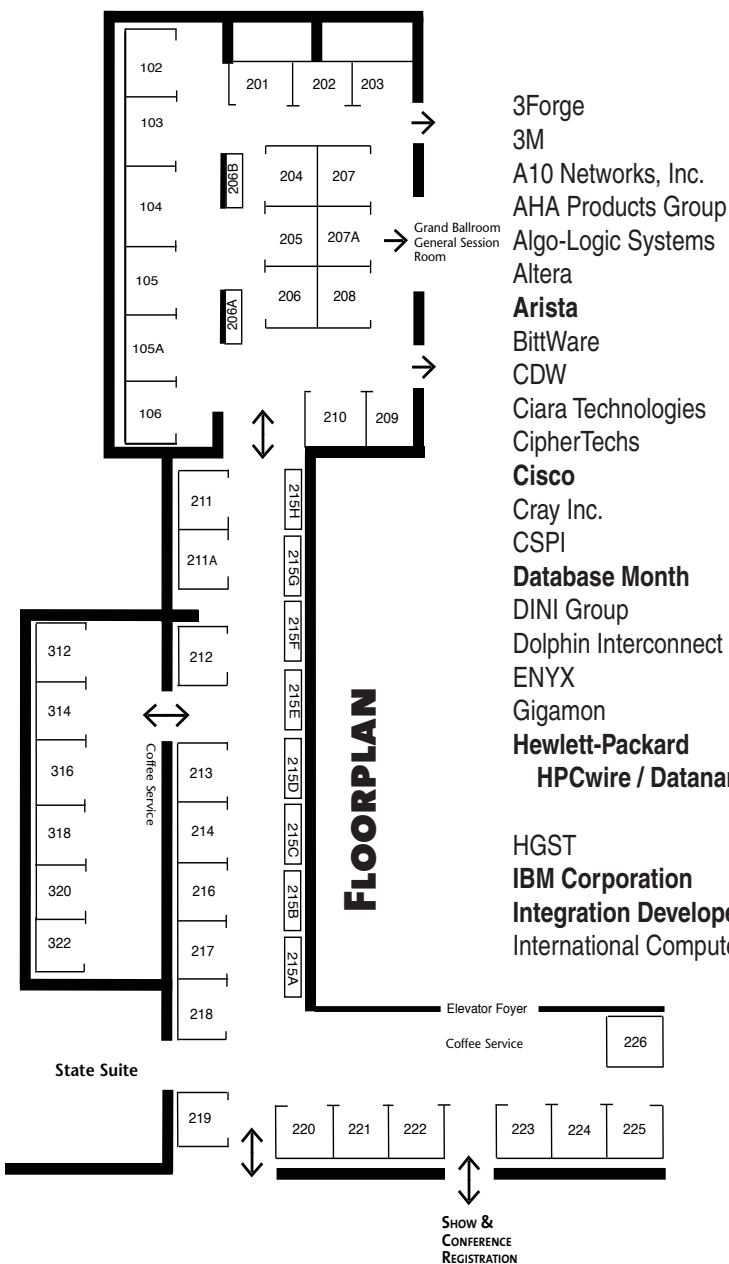 102
103
104
105
105A
106
201
202
203
206B
206A
204
207
205
207A
206
208
Grand Ballroom
General Session
Room
210
209
211
211A
212
213
214
216
217
218
219
215H
215G
215F
215E
215D
215C
215B
215A
312
314
316
318
320
322
Coffee Service
State Suite
FLOORPLAN
Elevator Foyer
Coffee Service
226
220
221
222
223
224
225
SHOW &
CONFERENCE
REGISTRATION
3Forge
3M
A10 Networks, Inc.
AHA Products Group
Algo-Logic Systems
Altera
Arista
BittWare
CDW
Ciara Technologies
CipherTechs
Cisco
Cray Inc.
CSPI
Database Month
DINI Group
Dolphin Interconnect
ENYX
Gigamon
Hewlett-Packard
HPCwire /
HGST
IBM Corporation
Integration
International